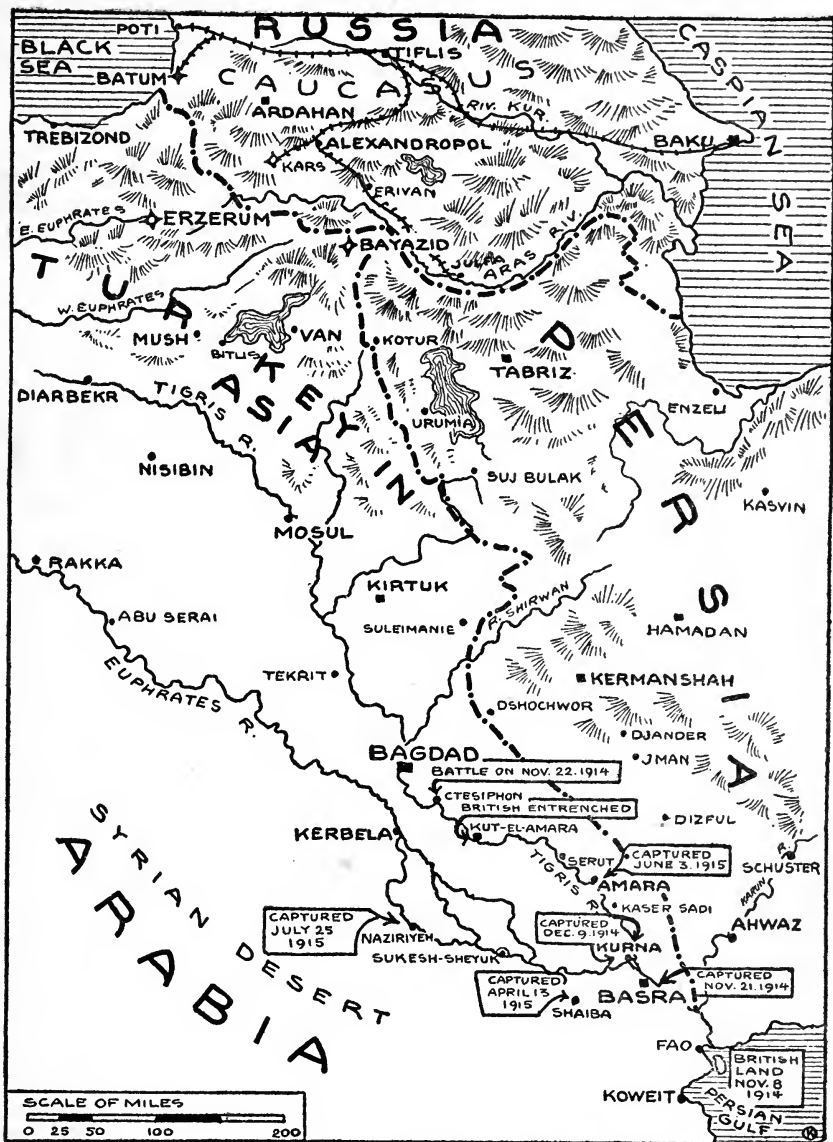 RUSSIA
POTI
BLACK
SEA
BATUM
TIFLIS
CAUCASUS
CASPIAN
SEA
ARDAHAN
RIV. KUR.
TREBIZOND
ALEXANDROPOL
BAKU
KARS
ERIVAN
E. EUPHRATES
ERZERUM
BAYAZID
JULFA
ARAS RIV.
TURKEY IN
ASIA
W. EUPHRATES
MUSH
BITLIS
VAN
KOTUR
PERSIA
TABRIZ
DIARBEKR
TIGRIS R.
URUMIA
ENZELI
NISIBIN
SUJ BULAK
KASVIN
MOSUL
RAKKA
KIRTUK
R. SHIRWAN
ABU SERAI
SULEIMANIE
HAMADAN
EUPHRATES R.
TEKRIT
KERMANSHAH
DSHOCHWOR
DJANDER
JMAN
BAGDAD
BATTLE ON NOV. 22. 1914
CTESIPHON
BRITISH ENTRENCHED
DIZFUL
KERBELA
KUT-EL-AMARA
SYRIAN DESERT
ARABIA
TIGRIS R.
SERUT
CAPTURED
JUNE 3. 1915
SCHUSTER
AMARA
KARUN R.
KASER SADI
CAPTURED
JULY 25
1915
NAZIRIYEH
CAPTURED
DEC. 9. 1914
AHWAZ
KURNA
SUKESH-SHEYUK
CAPTURED
APRIL 13
1915
SHAIBA
BASRA
CAPTURED
NOV. 21. 1914
FAO
BRITISH
LAND
NOV. 8
1914
KOWEIT
PERSIAN
GULF
SCALE OF MILES
0 25 50 100 200